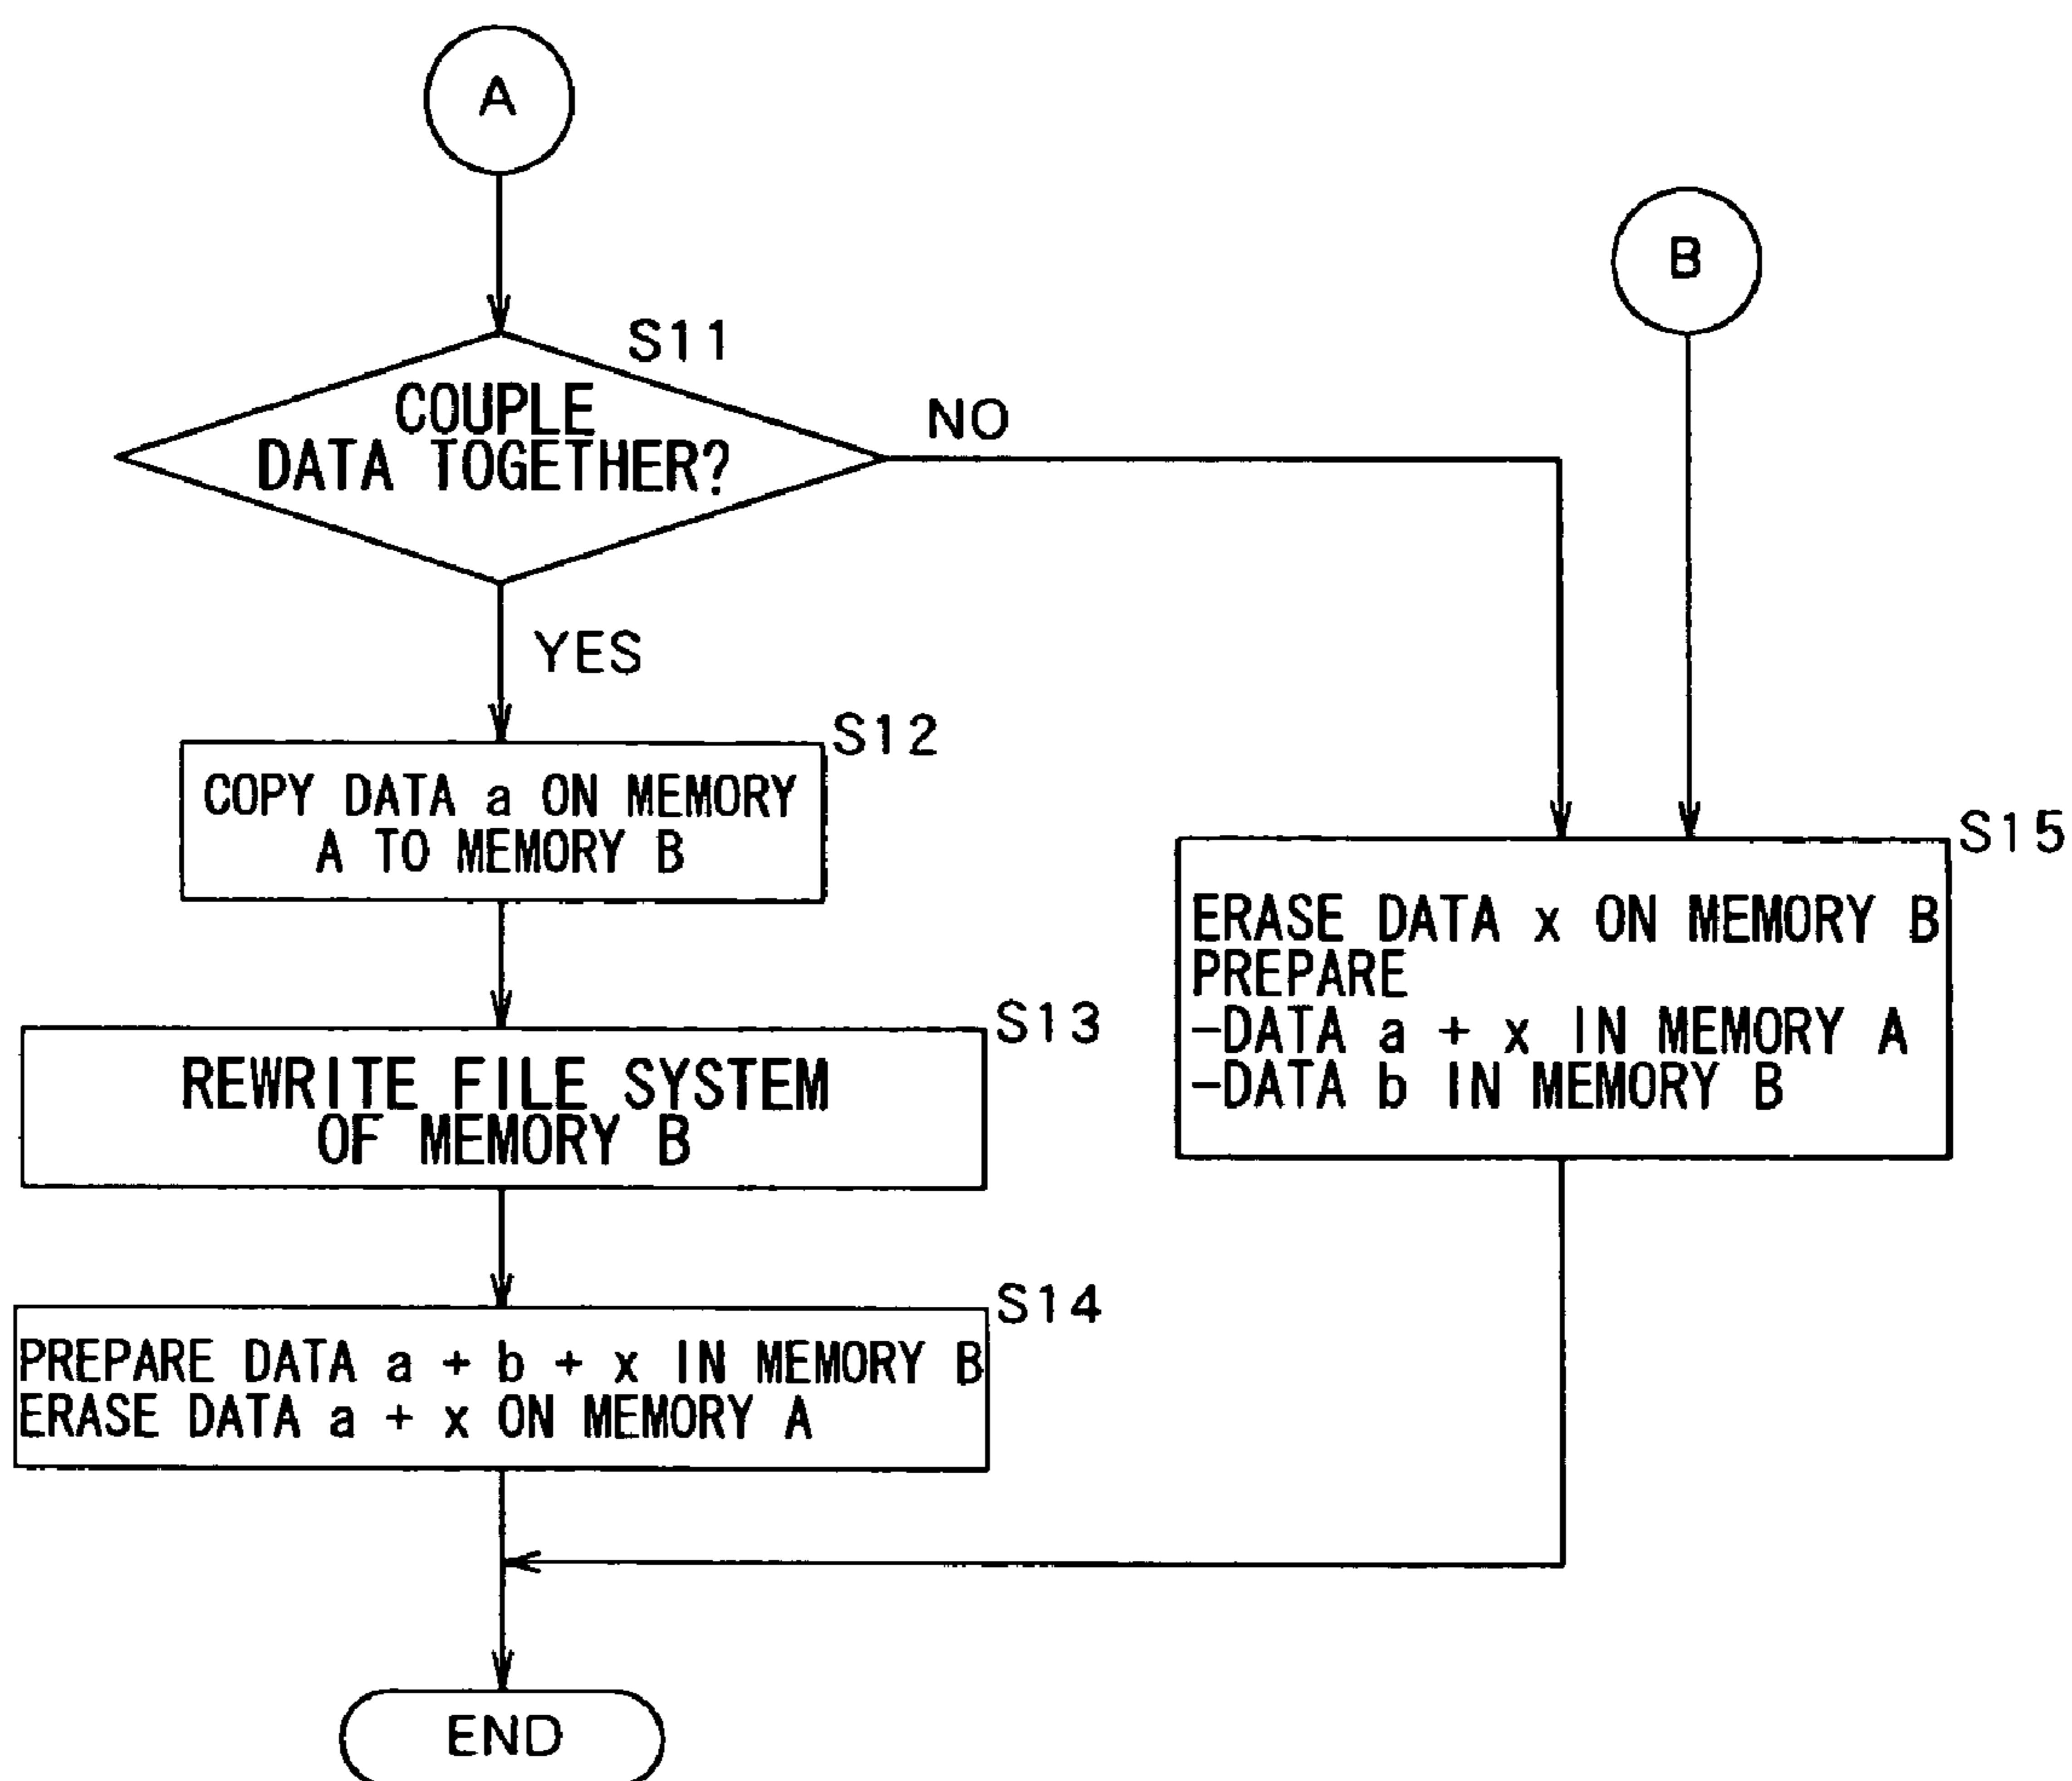 A
B
S11
COUPLE
DATA TOGETHER?
NO
YES
S12
COPY DATA a ON MEMORY
A TO MEMORY B
S15
ERASE DATA x ON MEMORY B
PREPARE
-DATA a + x IN MEMORY A
-DATA b IN MEMORY B
S13
REWRITE FILE SYSTEM
OF MEMORY B
S14
PREPARE DATA a + b + x IN MEMORY B
ERASE DATA a + x ON MEMORY A
END